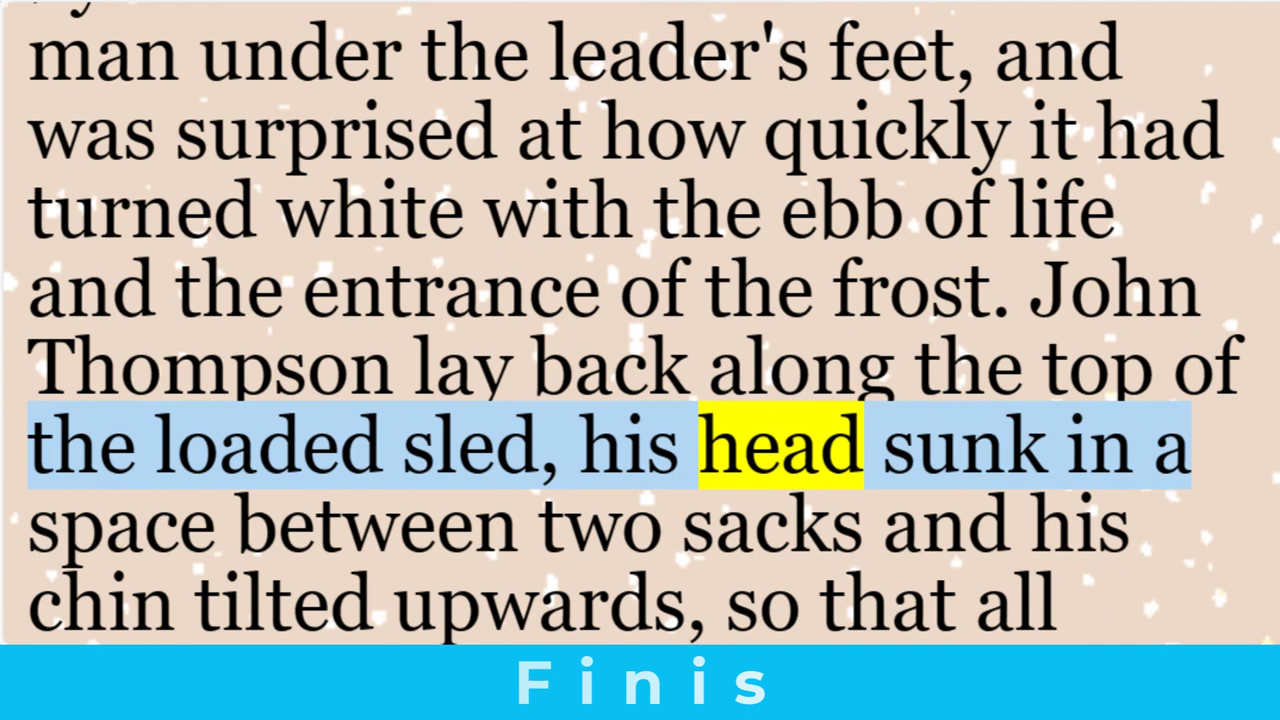 man under the leader's feet, and
was surprised at how quickly it had
turned white with the ebb of life
and the entrance of the frost. John
Thompson lay back along the top of
the loaded sled, his head sunk in a
space between two sacks and his
chin tilted upwards, so that all
Finis